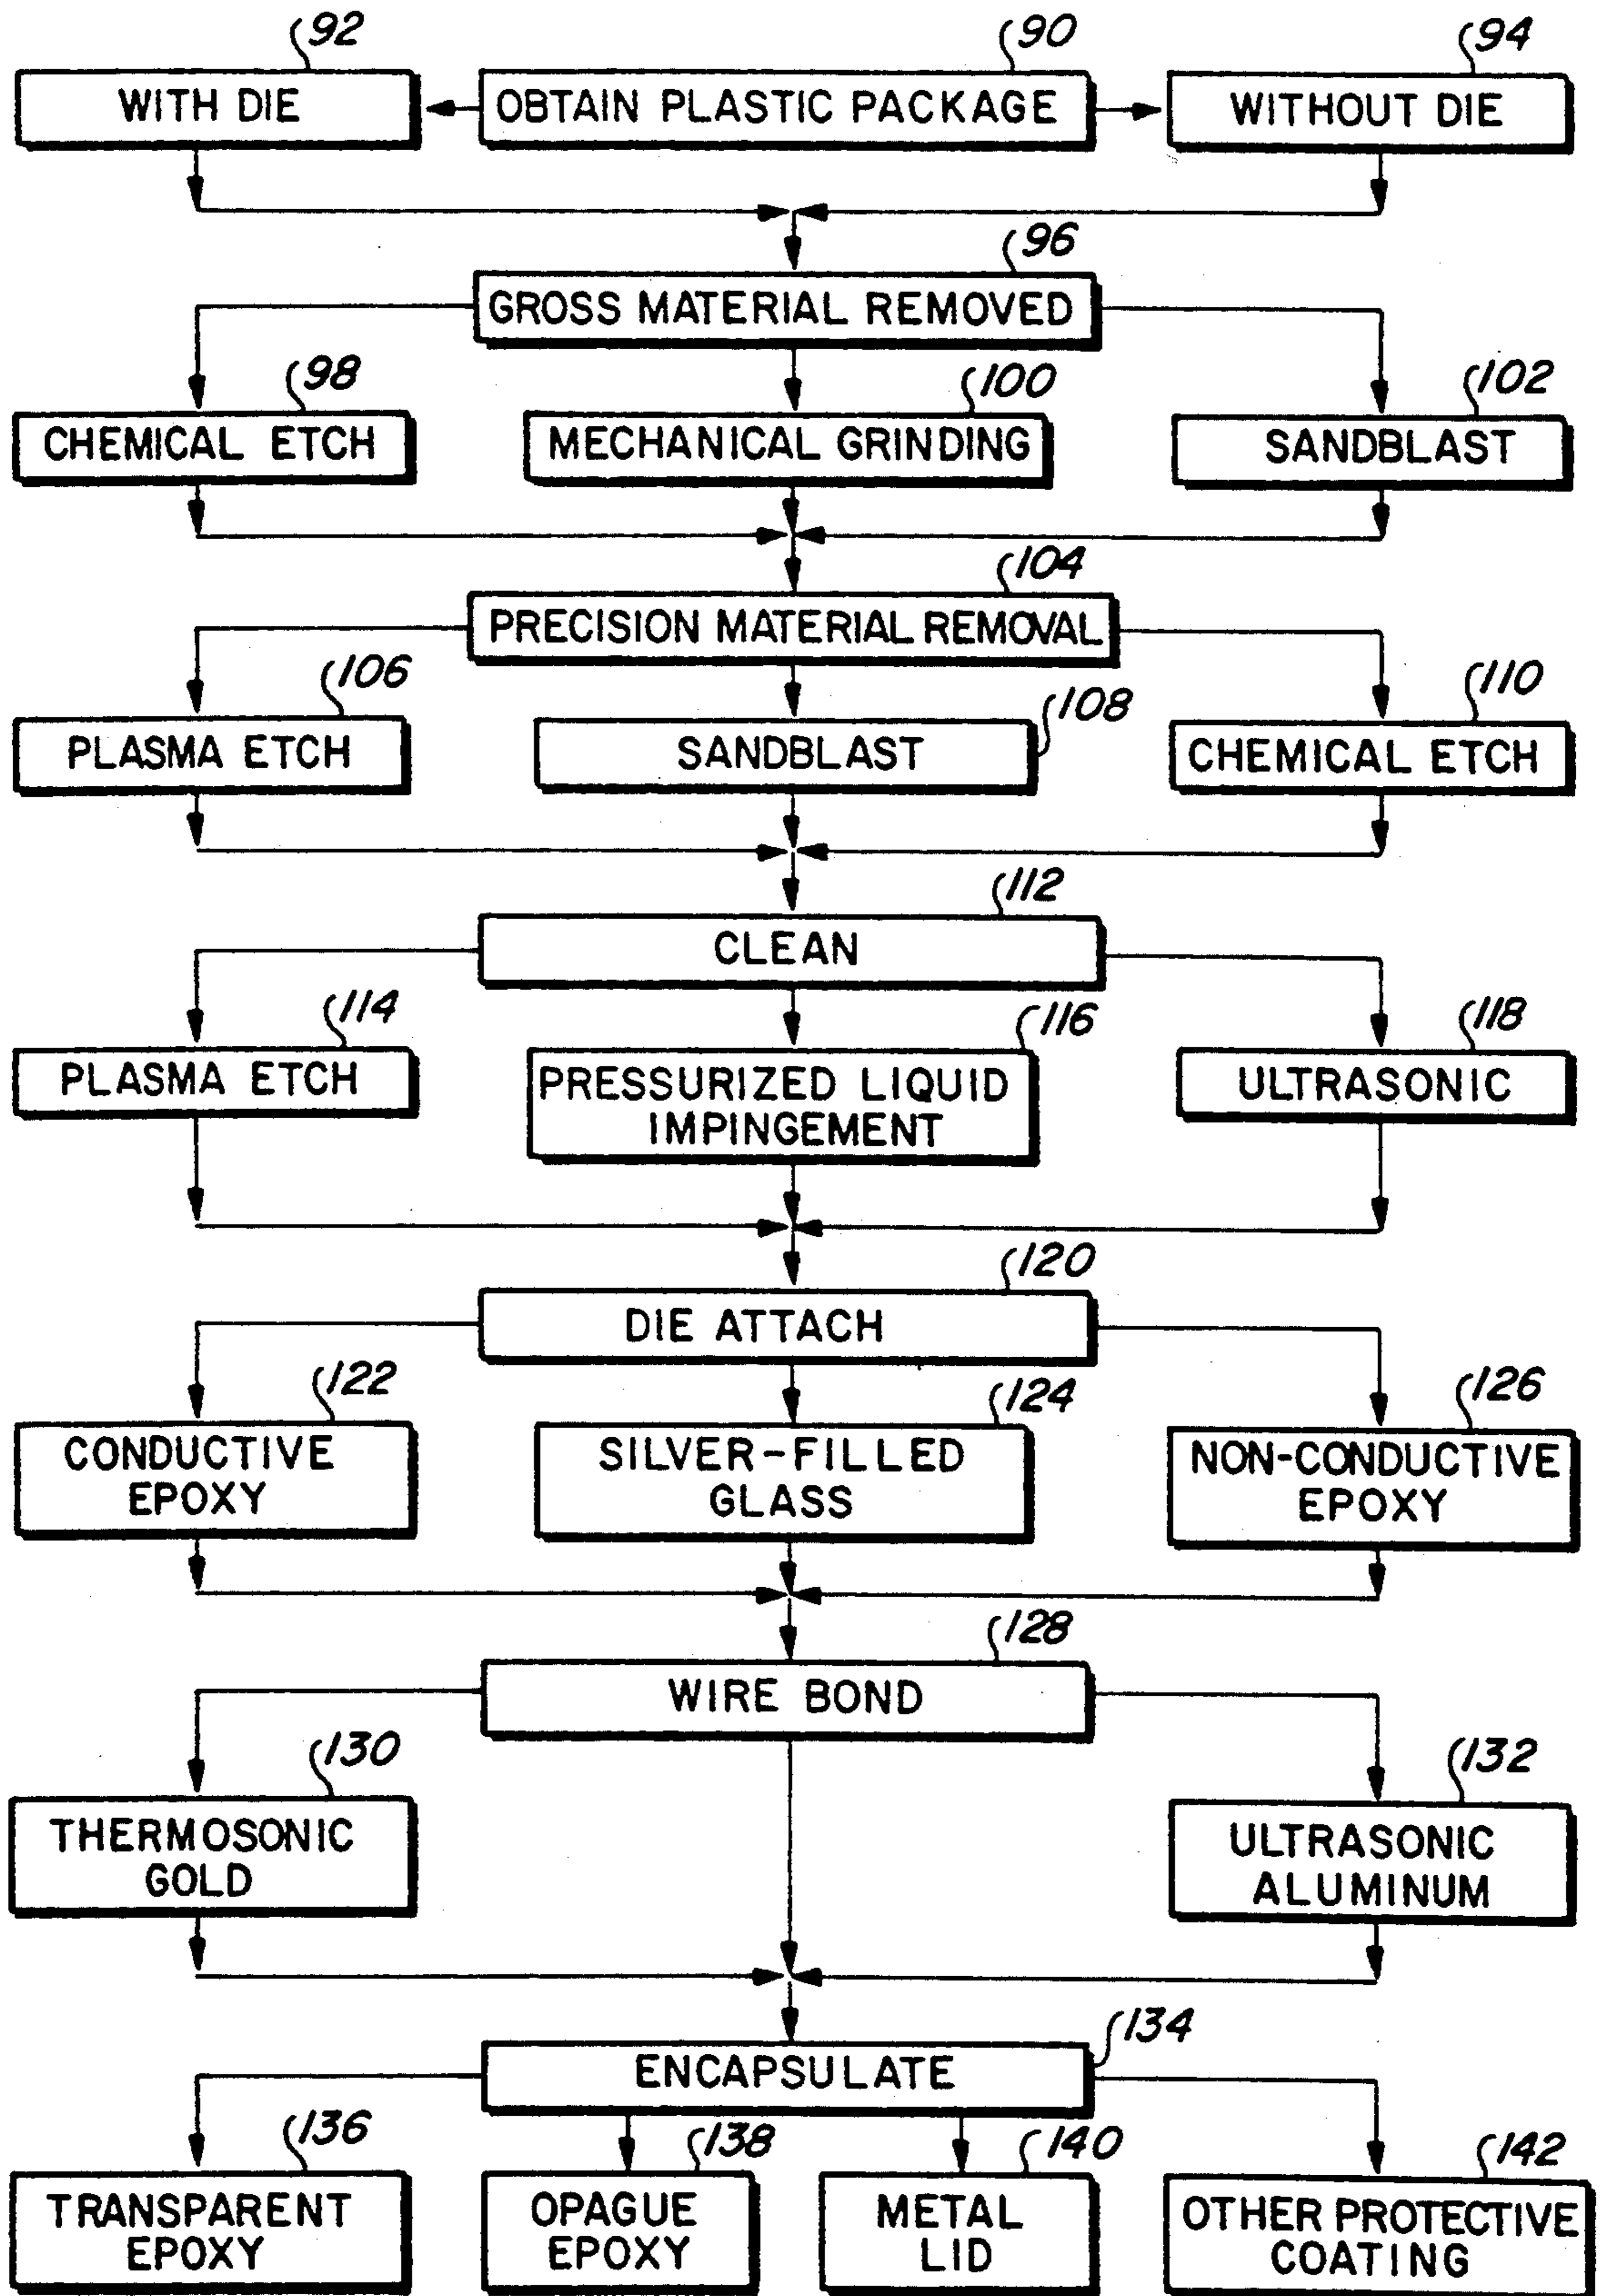 92
90
94
WITH DIE
OBTAIN PLASTIC PACKAGE
WITHOUT DIE
96
GROSS MATERIAL REMOVED
98
100
102
CHEMICAL ETCH
MECHANICAL GRINDING
SANDBLAST
104
PRECISION MATERIAL REMOVAL
106
108
110
PLASMA ETCH
SANDBLAST
CHEMICAL ETCH
112
CLEAN
114
116
118
PLASMA ETCH
PRESSURIZED LIQUID
IMPINGEMENT
ULTRASONIC
120
DIE ATTACH
122
124
126
CONDUCTIVE
EPOXY
SILVER-FILLED
GLASS
NON-CONDUCTIVE
EPOXY
128
WIRE BOND
130
132
THERMOSONIC
GOLD
ULTRASONIC
ALUMINUM
134
ENCAPSULATE
136
138
140
142
TRANSPARENT
EPOXY
OPAGUE
EPOXY
METAL
LID
OTHER PROTECTIVE
COATING